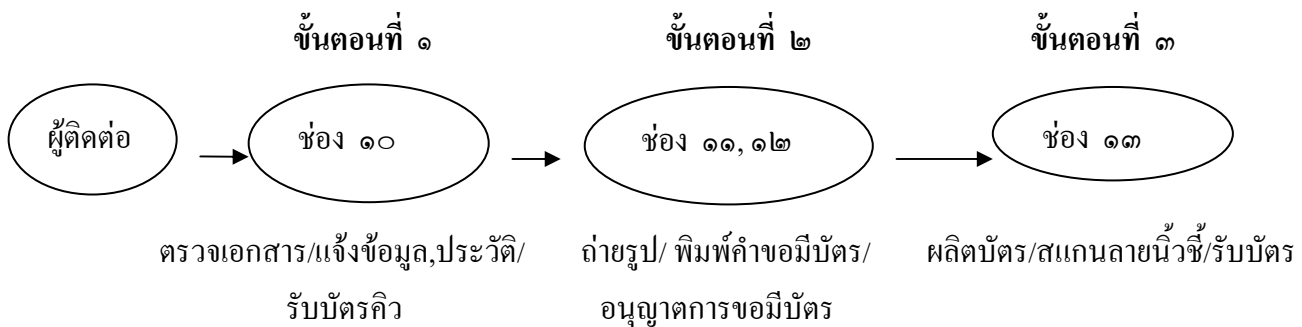 ขั้นตอนที่ ๑ ขั้นตอนที่ ๒ ขั้นตอนที่ ๓
ผู้ติดต่อ ช่อง ๑๐ ช่อง ๑๑, ๑๒ ช่อง ๑๓
ตรวจเอกสาร/แจ้งข้อมูล,ประวัติ/ ถ่ายรูป/ พิมพ์คำขอมีบัตร/ ผลิตบัตร/สแกนลายนิ้วชี้/รับบัตร
รับบัตรคิว อนุญาตการขอมีบัตร